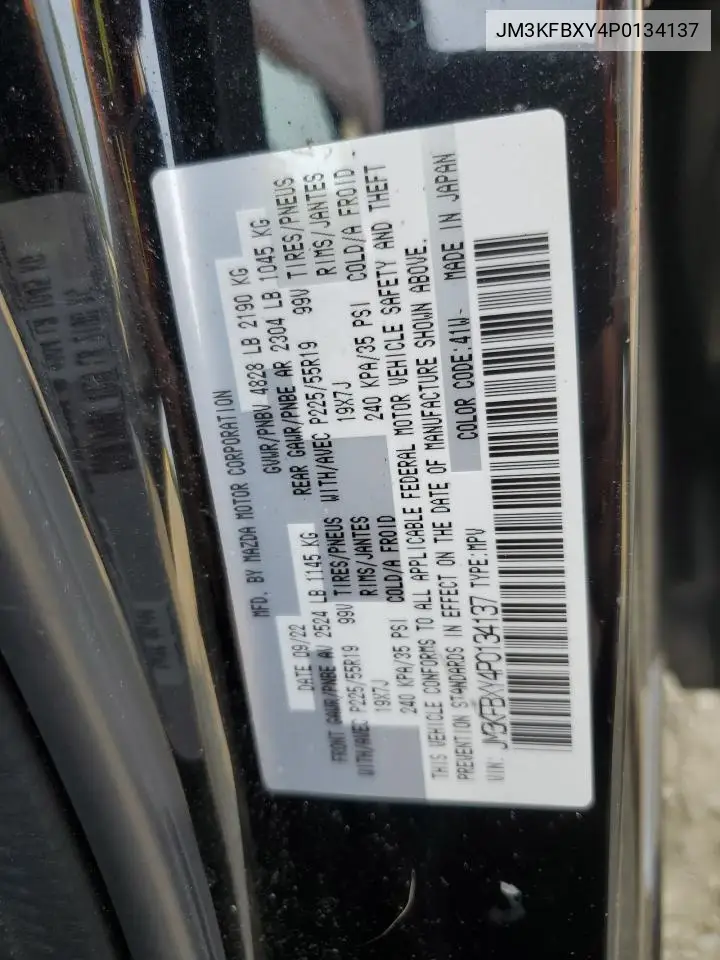 JM3KFBXY4P0134137
MFD. BY MAZDA MOTOR CORPORATION
DATE 09/22 GVWR/PNBV 4828 LB 2190 KG
FRONT GAWR/PNBE AV 2524 LB 1145 KG REAR GAWR/PNBE AR 2304 LB 1045 KG
WITH/AVEC P225/55R19 99V TIRES/PNEUS WITH/AVEC P225/55R19 99V TIRES/PNEUS
19X7J RIMS/JANTES 19X7J RIMS/JANTES
240 KPA/35 PSI COLD/A FROID 240 KPA/35 PSI COLD/A FROID
THIS VEHICLE CONFORMS TO ALL APPLICABLE FEDERAL MOTOR VEHICLE SAFETY AND THEFT
PREVENTION STANDARDS IN EFFECT ON THE DATE OF MANUFACTURE SHOWN ABOVE.
VIN: JM3KFBXY4P0134137 TYPE:MPV COLOR CODE:41W- MADE IN JAPAN